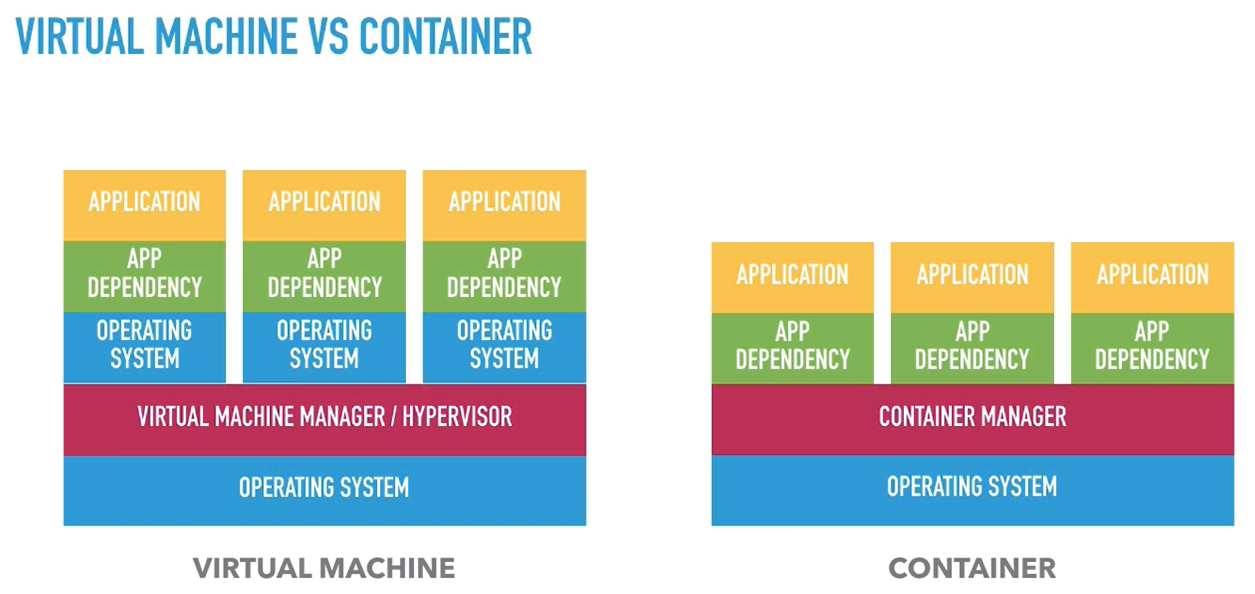 VIRTUAL MACHINE VS CONTAINER
APPLICATION
APP
DEPENDENCY
OPERATING
SYSTEM
APPLICATION
APP
DEPENDENCY
OPERATING
SYSTEM
APPLICATION
APP
DEPENDENCY
OPERATING
SYSTEM
VIRTUAL MACHINE MANAGER / HYPERVISOR
OPERATING SYSTEM
VIRTUAL MACHINE
APPLICATION
APP
DEPENDENCY
APPLICATION
APP
DEPENDENCY
APPLICATION
APP
DEPENDENCY
CONTAINER MANAGER
OPERATING SYSTEM
CONTAINER